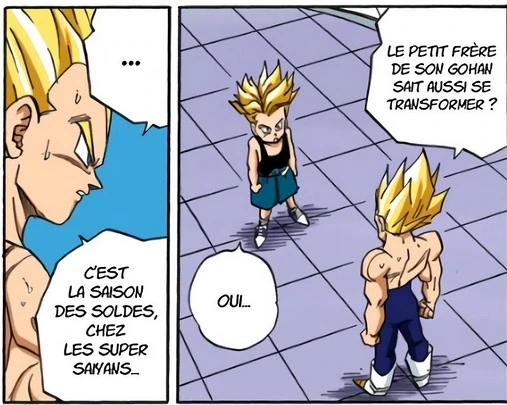 LE PETIT FRÈRE
DE SON GOHAN
SAIT AUSSI SE
TRANSFORMER ?
OUI...
...
C'EST
LA SAISON
DES SOLDES,
CHEZ
LES SUPER
SAIYANS...